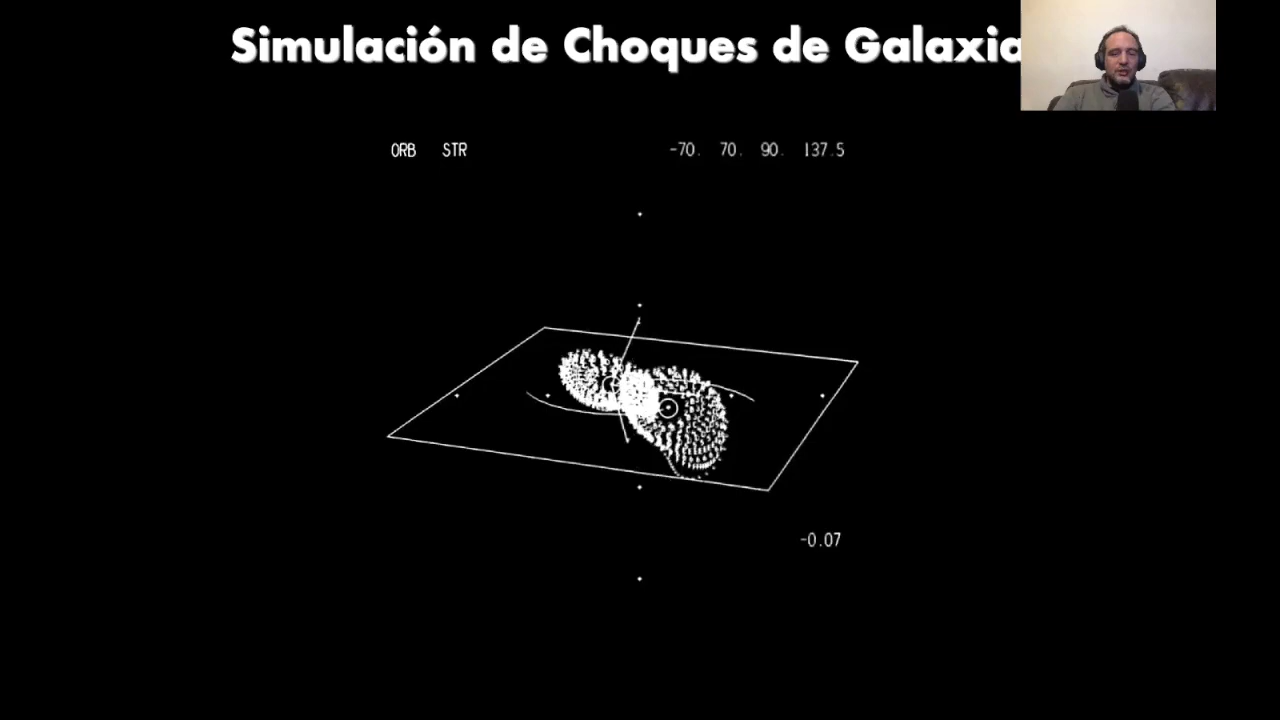 Simulación de Choques de Galaxia
ORB STR -70. 70. 90. 137.5
-0.07